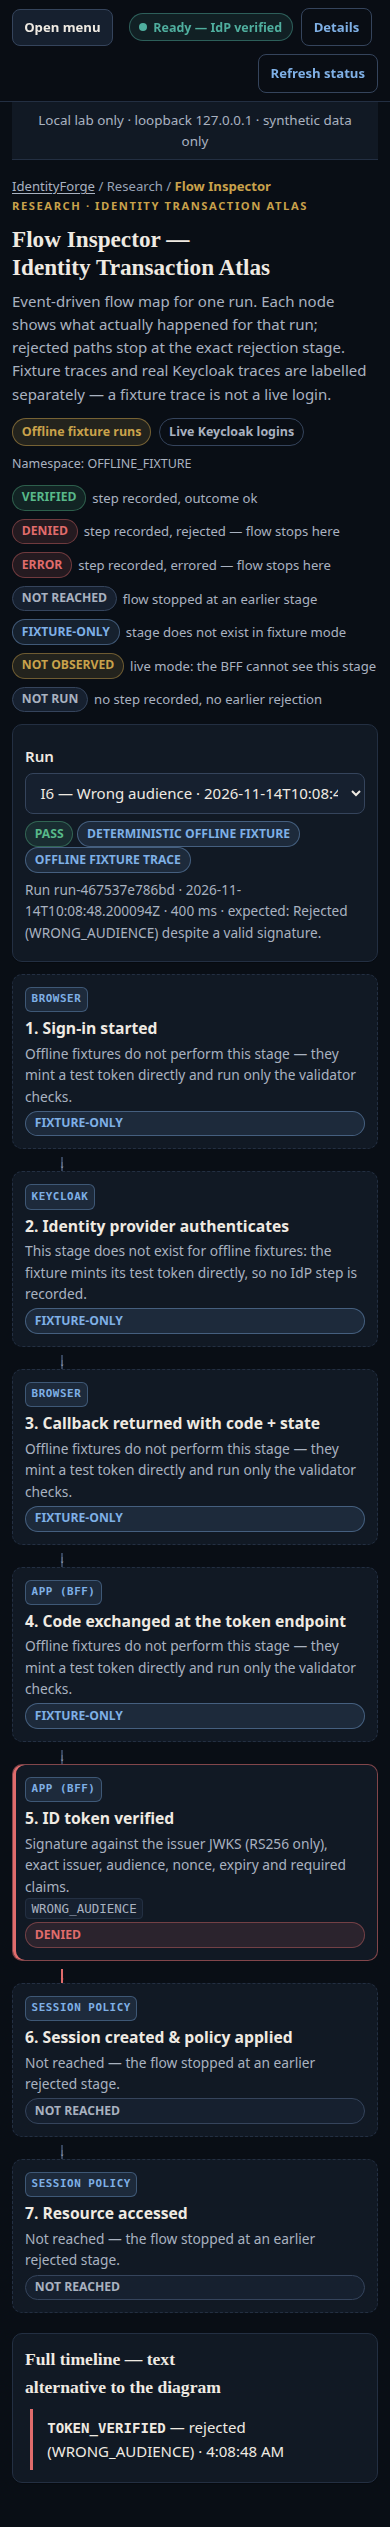 Open menu
Ready — IdP verified
Details
Refresh status
Local lab only · loopback 127.0.0.1 · synthetic data
only
IdentityForge / Research / Flow Inspector
RESEARCH · IDENTITY TRANSACTION ATLAS
Flow Inspector —
Identity Transaction Atlas
Event-driven flow map for one run. Each node
shows what actually happened for that run;
rejected paths stop at the exact rejection stage.
Fixture traces and real Keycloak traces are labelled
separately — a fixture trace is not a live login.
Offline fixture runs
Live Keycloak logins
Namespace: OFFLINE_FIXTURE
VERIFIED step recorded, outcome ok
DENIED step recorded, rejected — flow stops here
ERROR step recorded, errored — flow stops here
NOT REACHED flow stopped at an earlier stage
FIXTURE-ONLY stage does not exist in fixture mode
NOT OBSERVED live mode: the BFF cannot see this stage
NOT RUN no step recorded, no earlier rejection
Run
I6 — Wrong audience · 2026-11-14T10:08:4
PASS DETERMINISTIC OFFLINE FIXTURE
OFFLINE FIXTURE TRACE
Run run-467537e786bd · 2026-11-
14T10:08:48.200094Z · 400 ms · expected: Rejected
(WRONG_AUDIENCE) despite a valid signature.
BROWSER
1. Sign-in started
Offline fixtures do not perform this stage — they
mint a test token directly and run only the validator
checks.
FIXTURE-ONLY
KEYCLOAK
2. Identity provider authenticates
This stage does not exist for offline fixtures: the
fixture mints its test token directly, so no IdP step is
recorded.
FIXTURE-ONLY
BROWSER
3. Callback returned with code + state
Offline fixtures do not perform this stage — they
mint a test token directly and run only the validator
checks.
FIXTURE-ONLY
APP (BFF)
4. Code exchanged at the token endpoint
Offline fixtures do not perform this stage — they
mint a test token directly and run only the validator
checks.
FIXTURE-ONLY
APP (BFF)
5. ID token verified
Signature against the issuer JWKS (RS256 only),
exact issuer, audience, nonce, expiry and required
claims.
WRONG_AUDIENCE
DENIED
SESSION POLICY
6. Session created & policy applied
Not reached — the flow stopped at an earlier
rejected stage.
NOT REACHED
SESSION POLICY
7. Resource accessed
Not reached — the flow stopped at an earlier
rejected stage.
NOT REACHED
Full timeline — text
alternative to the diagram
TOKEN_VERIFIED — rejected
(WRONG_AUDIENCE) · 4:08:48 AM